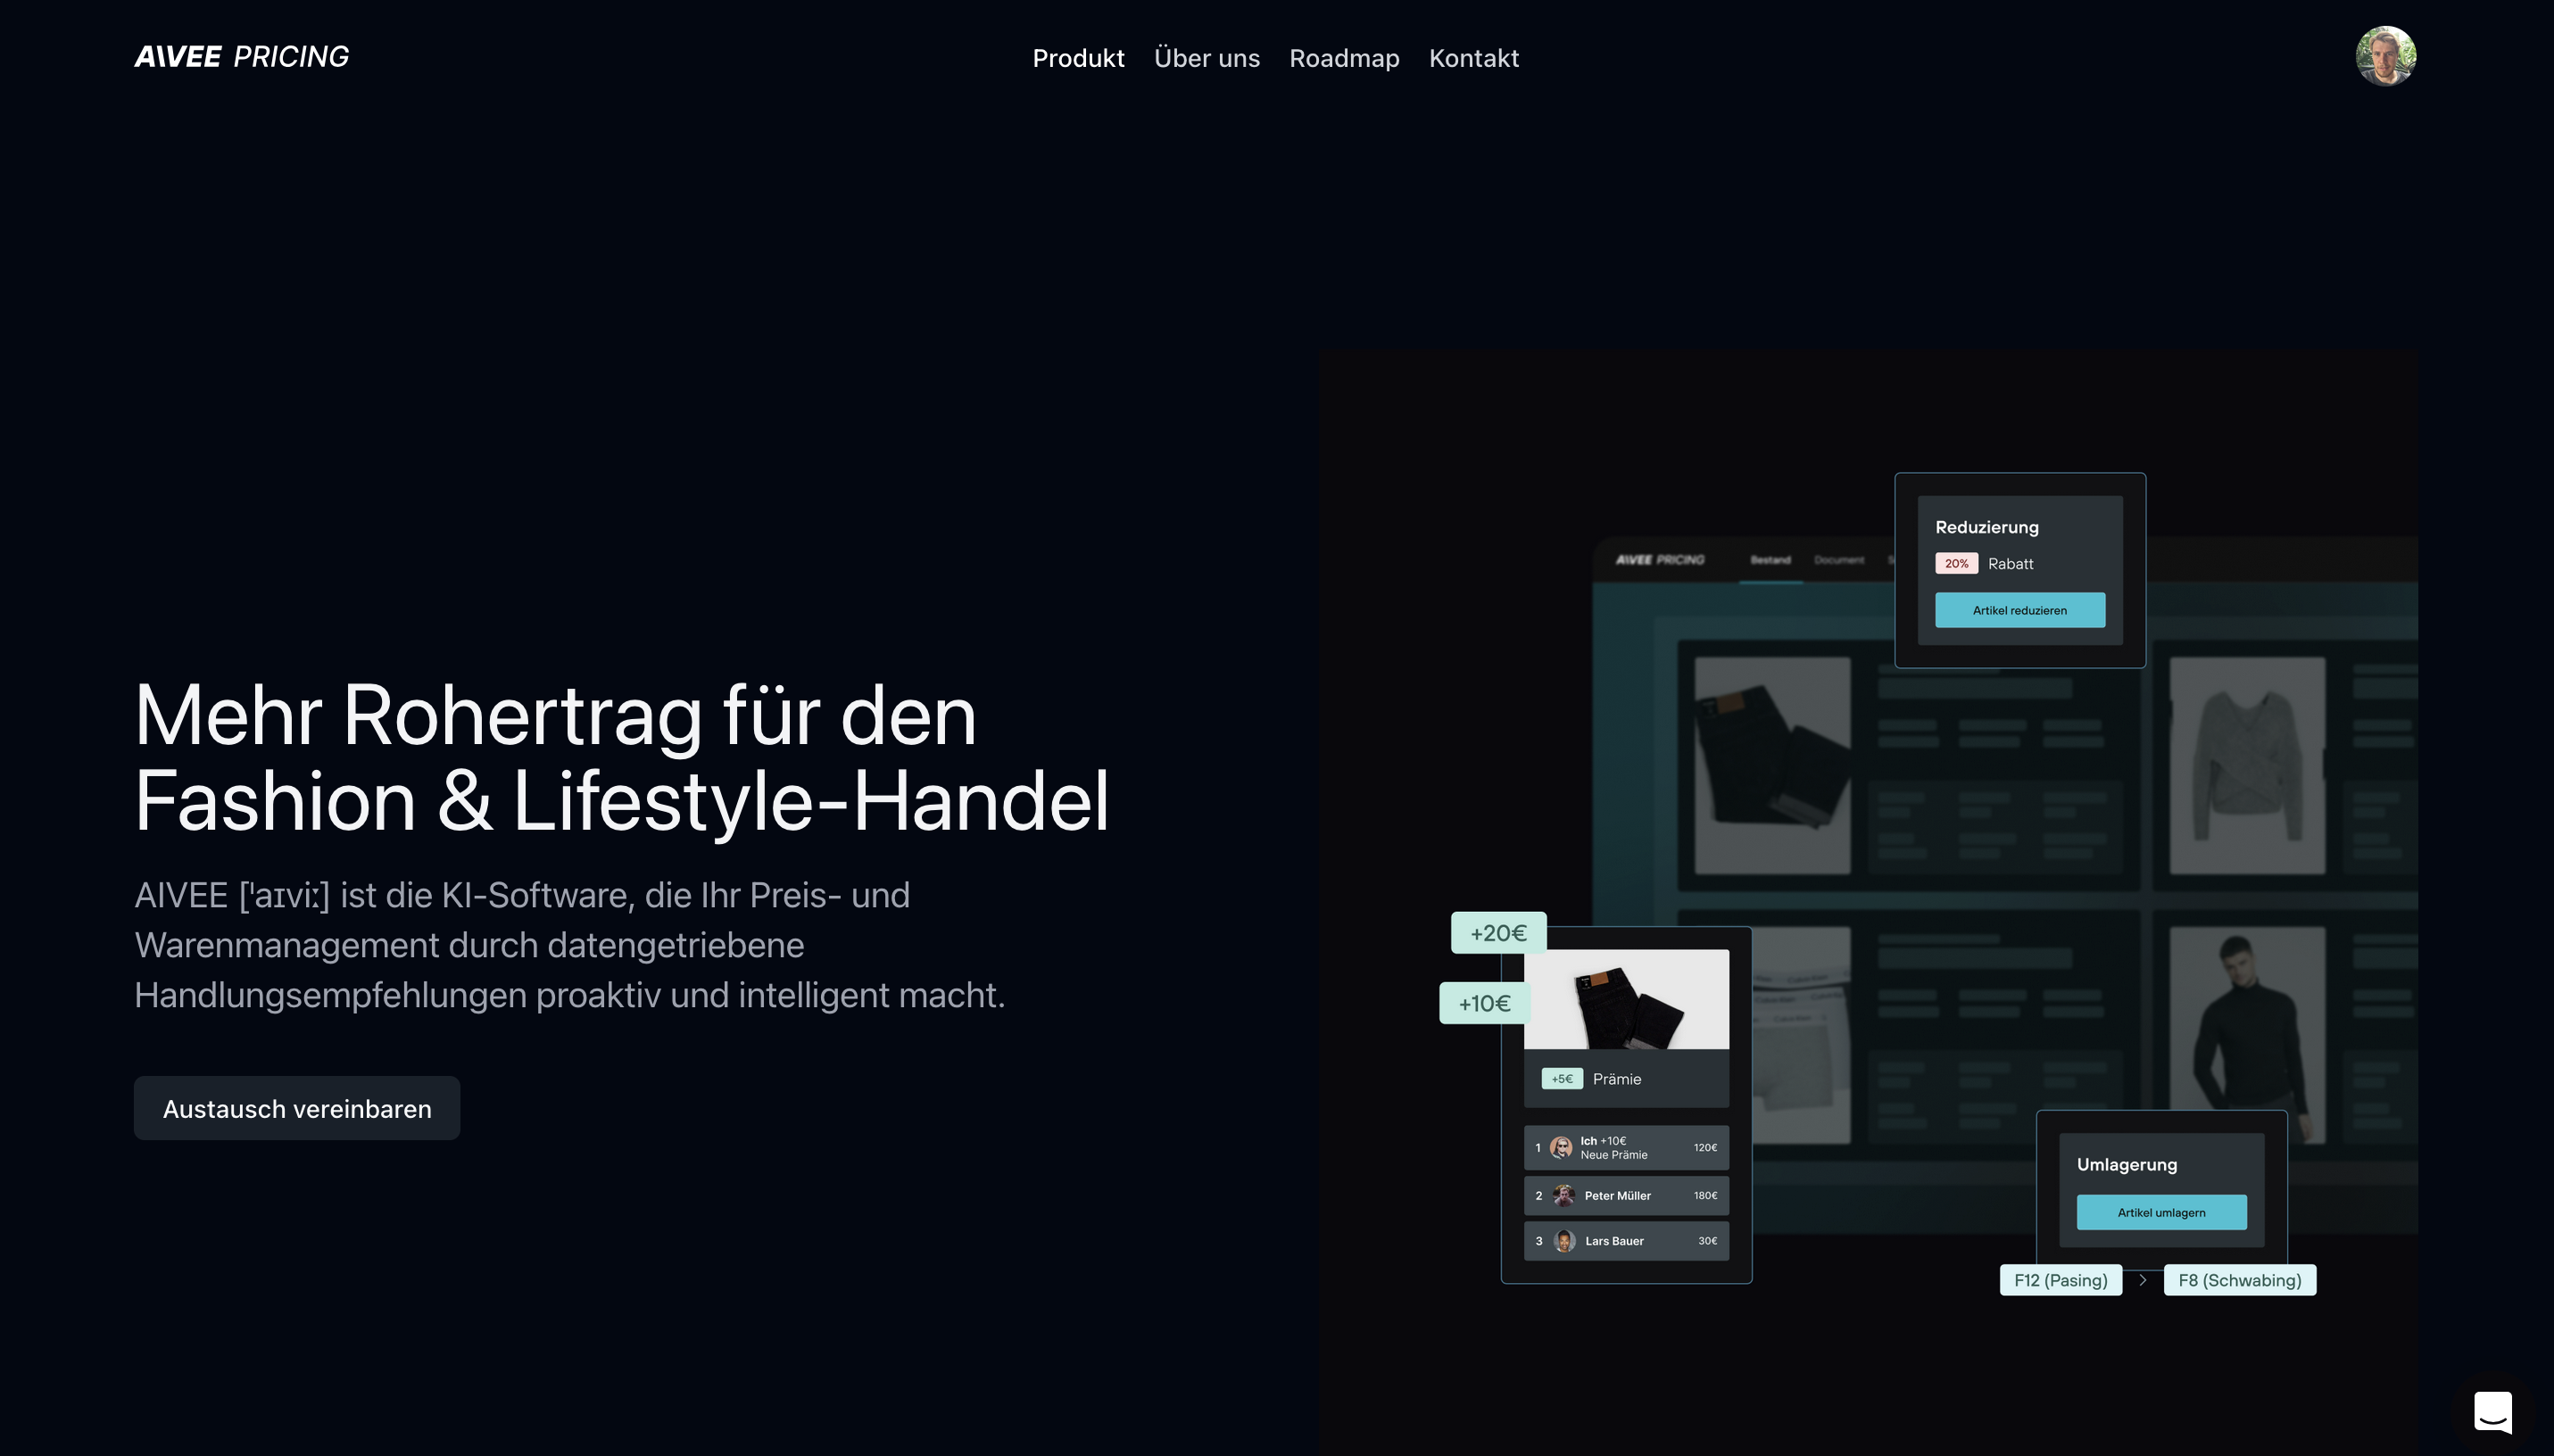 AIVEE PRICING
Produkt
Über uns
Roadmap
Kontakt
Mehr Rohertrag für den
Fashion & Lifestyle-Handel
AIVEE ['aɪviː] ist die KI-Software, die Ihr Preis- und
Warenmanagement durch datengetriebene
Handlungsempfehlungen proaktiv und intelligent macht.
Austausch vereinbaren
AIVEE PRICING
Bestand
Document
Reduzierung
20% Rabatt
Artikel reduzieren
+20€
+10€
+5€ Prämie
1 Ich +10€
Neue Prämie
120€
2 Peter Müller 180€
3 Lars Bauer 30€
Umlagerung
Artikel umlagern
F12 (Pasing) > F8 (Schwabing)